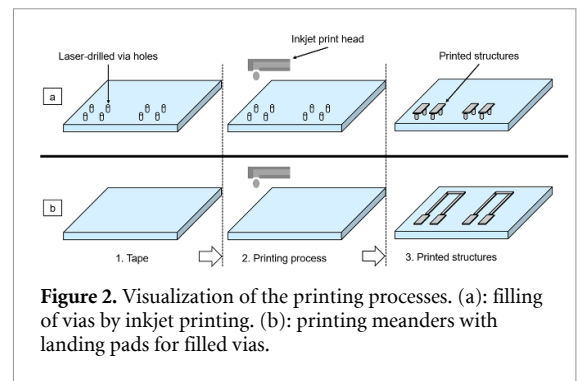 Inkjet print head
Laser-drilled via holes
Printed structures
a
b
1. Tape
2. Printing process
3. Printed structures
Figure 2. Visualization of the printing processes. (a): filling
of vias by inkjet printing. (b): printing meanders with
landing pads for filled vias.